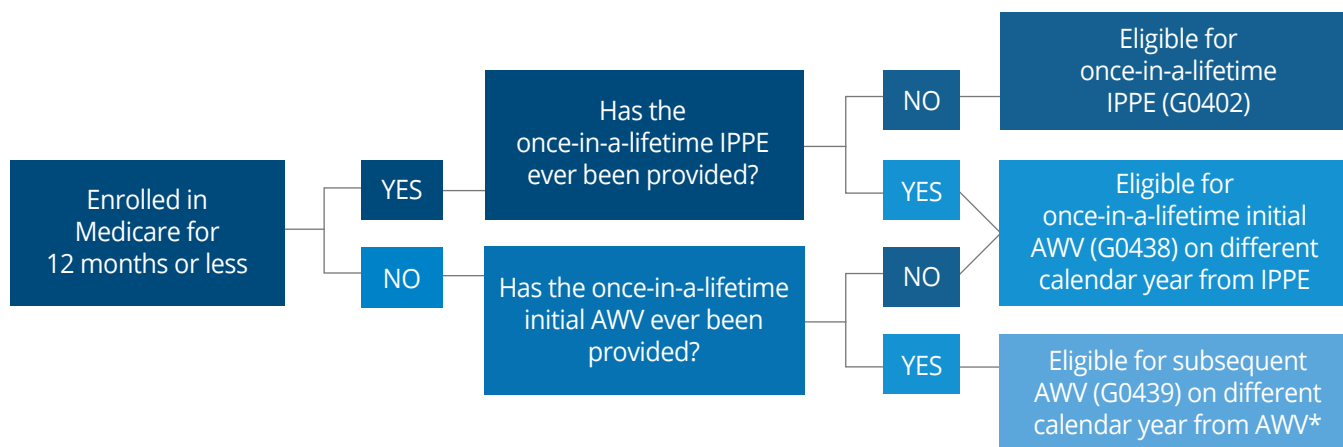 Enrolled in
Medicare for
12 months or less
YES
NO
Has the
once-in-a-lifetime IPPE
ever been provided?
Has the once-in-a-lifetime
initial AWV ever been
provided?
NO
YES
NO
YES
Eligible for
once-in-a-lifetime
IPPE (G0402)
Eligible for
once-in-a-lifetime initial
AWV (G0438) on different
calendar year from IPPE
Eligible for subsequent
AWV (G0439) on different
calendar year from AWV*